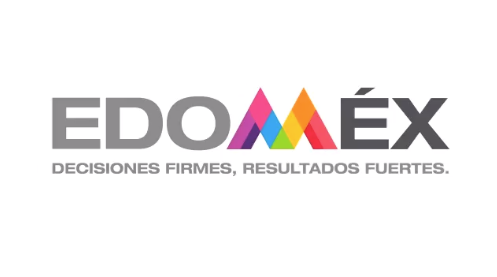 EDOMÉX
DECISIONES FIRMES, RESULTADOS FUERTES.